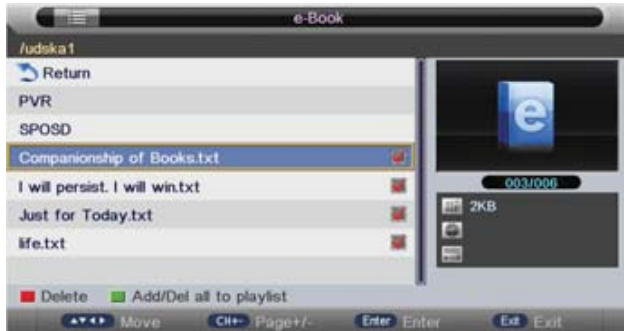 e-Book
/udska1
Return
PVR
SPOSD
Companionship of Books.txt
I will persist. I will win.txt
Just for Today.txt
life.txt
003/006
2KB
Delete Add/Del all to playlist
Move CH+- Page+/- Enter Enter Exit Exit